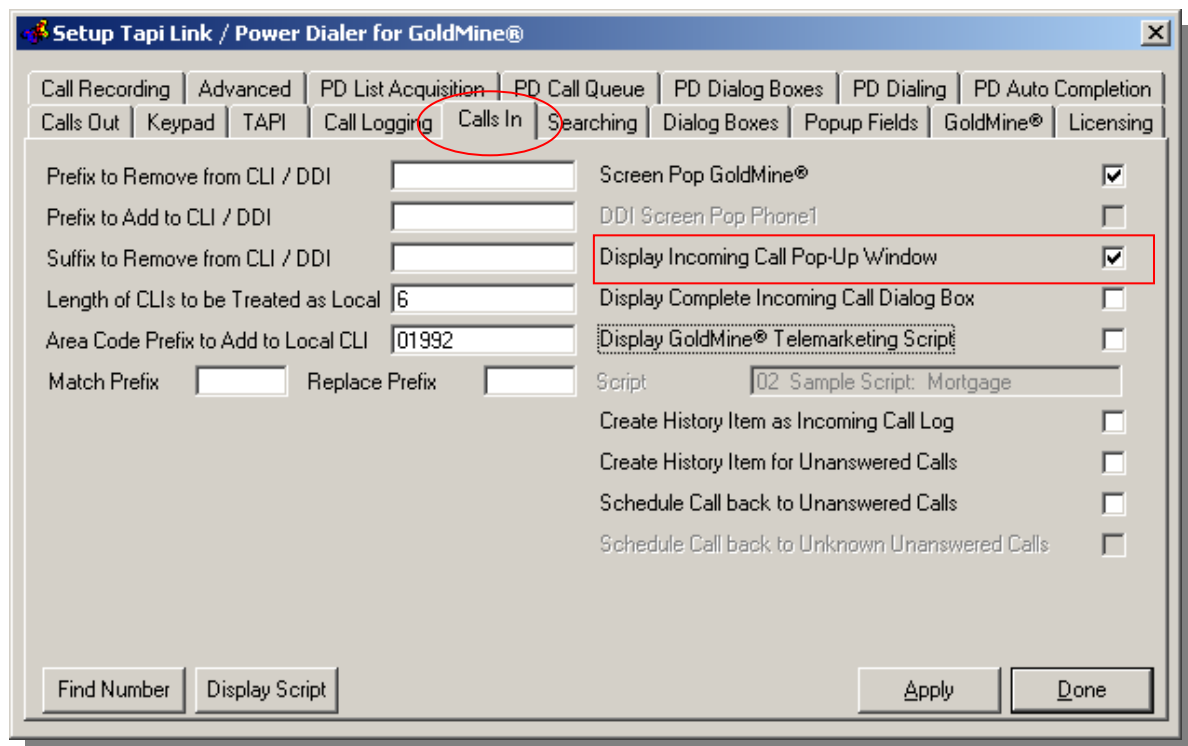 Setup Tapi Link / Power Dialer for GoldMine®
Call Recording Advanced PD List Acquisition PD Call Queue PD Dialog Boxes PD Dialing PD Auto Completion
Calls Out Keypad TAPI Call Logging Calls In Searching Dialog Boxes Popup Fields GoldMine® Licensing
Prefix to Remove from CLI / DDI
Prefix to Add to CLI / DDI
Suffix to Remove from CLI / DDI
Length of CLIs to be Treated as Local 6
Area Code Prefix to Add to Local CLI 01992
Match Prefix Replace Prefix
Screen Pop GoldMine®
DDI Screen Pop Phone1
Display Incoming Call Pop-Up Window
Display Complete Incoming Call Dialog Box
Display GoldMine® Telemarketing Script
Script 02 Sample Script: Mortgage
Create History Item as Incoming Call Log
Create History Item for Unanswered Calls
Schedule Call back to Unanswered Calls
Schedule Call back to Unknown Unanswered Calls
Find Number Display Script Apply Done